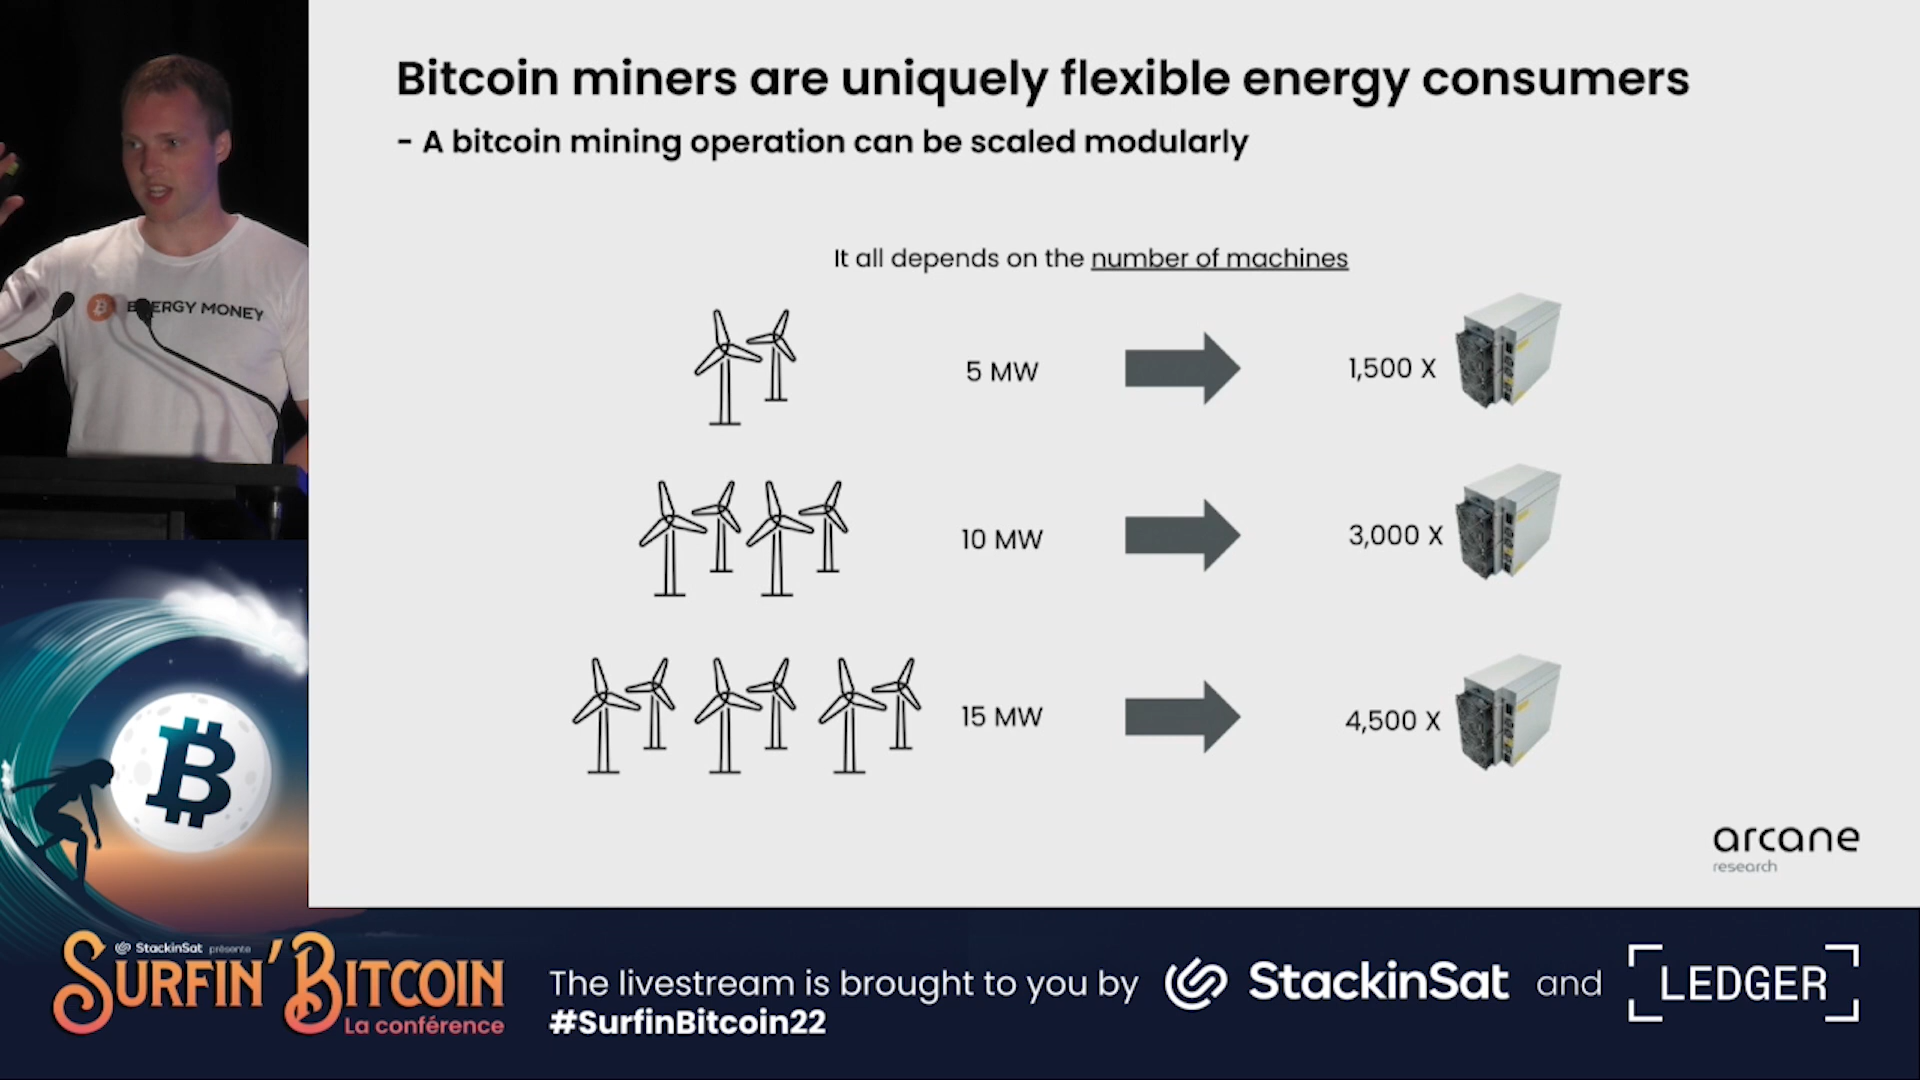 Bitcoin miners are uniquely flexible energy consumers
- A bitcoin mining operation can be scaled modularly
It all depends on the number of machines
5 MW
1,500 X
10 MW
3,000 X
15 MW
4,500 X
arcane
research
ENERGY MONEY
StackinSat présente
SURFIN' BITCOIN
La conférence
The livestream is brought to you by StackinSat and LEDGER
#SurfinBitcoin22